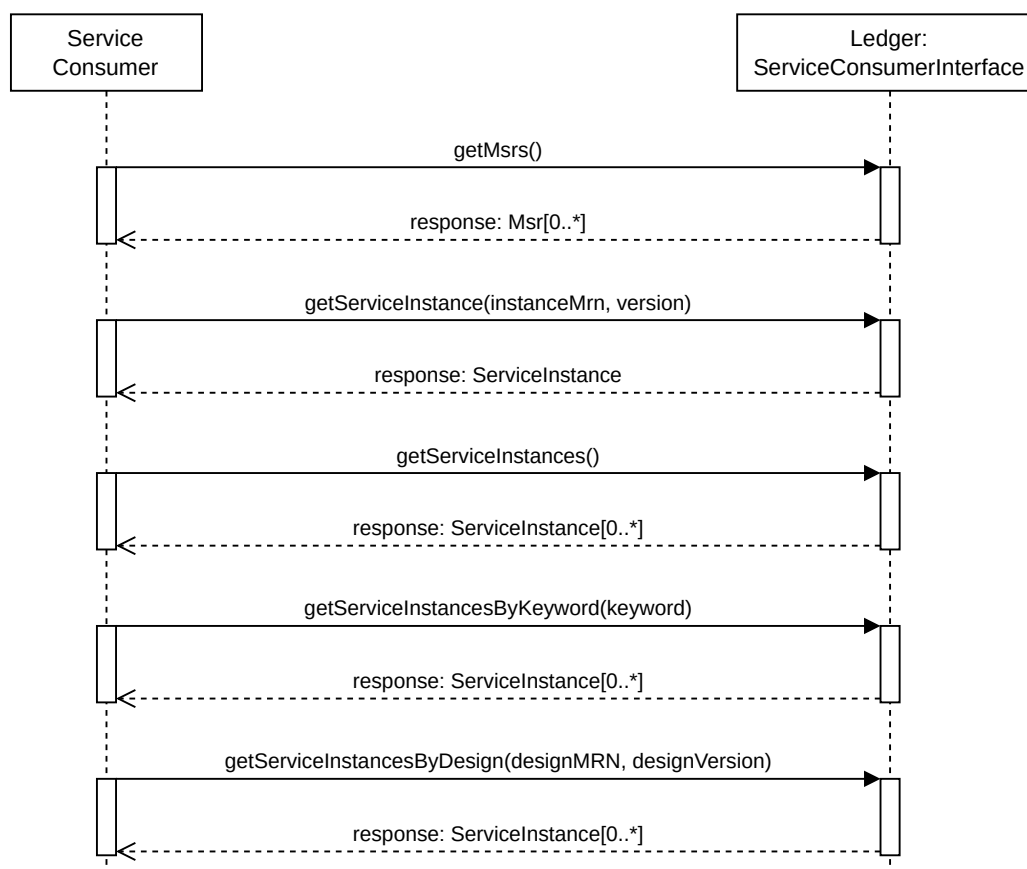 Service
Consumer
Ledger:
ServiceConsumerInterface
getMsrs()
response: Msr[0..*]
getServiceInstance(instanceMrn, version)
response: ServiceInstance
getServiceInstances()
response: ServiceInstance[0..*]
getServiceInstancesByKeyword(keyword)
response: ServiceInstance[0..*]
getServiceInstancesByDesign(designMRN, designVersion)
response: ServiceInstance[0..*]